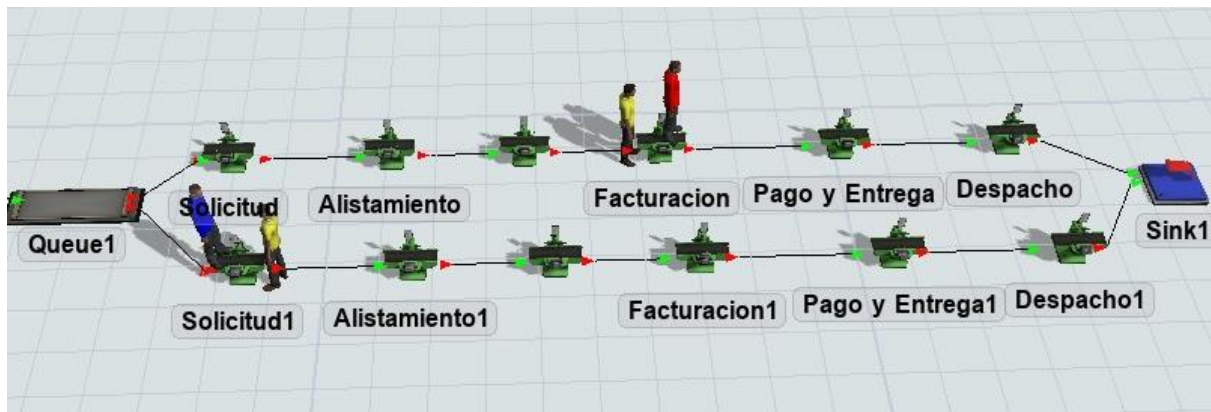 Solicitud
Alistamiento
Facturacion
Pago y Entrega
Despacho
Queue1
Sink1
Solicitud1
Alistamiento1
Facturacion1
Pago y Entrega1
Despacho1